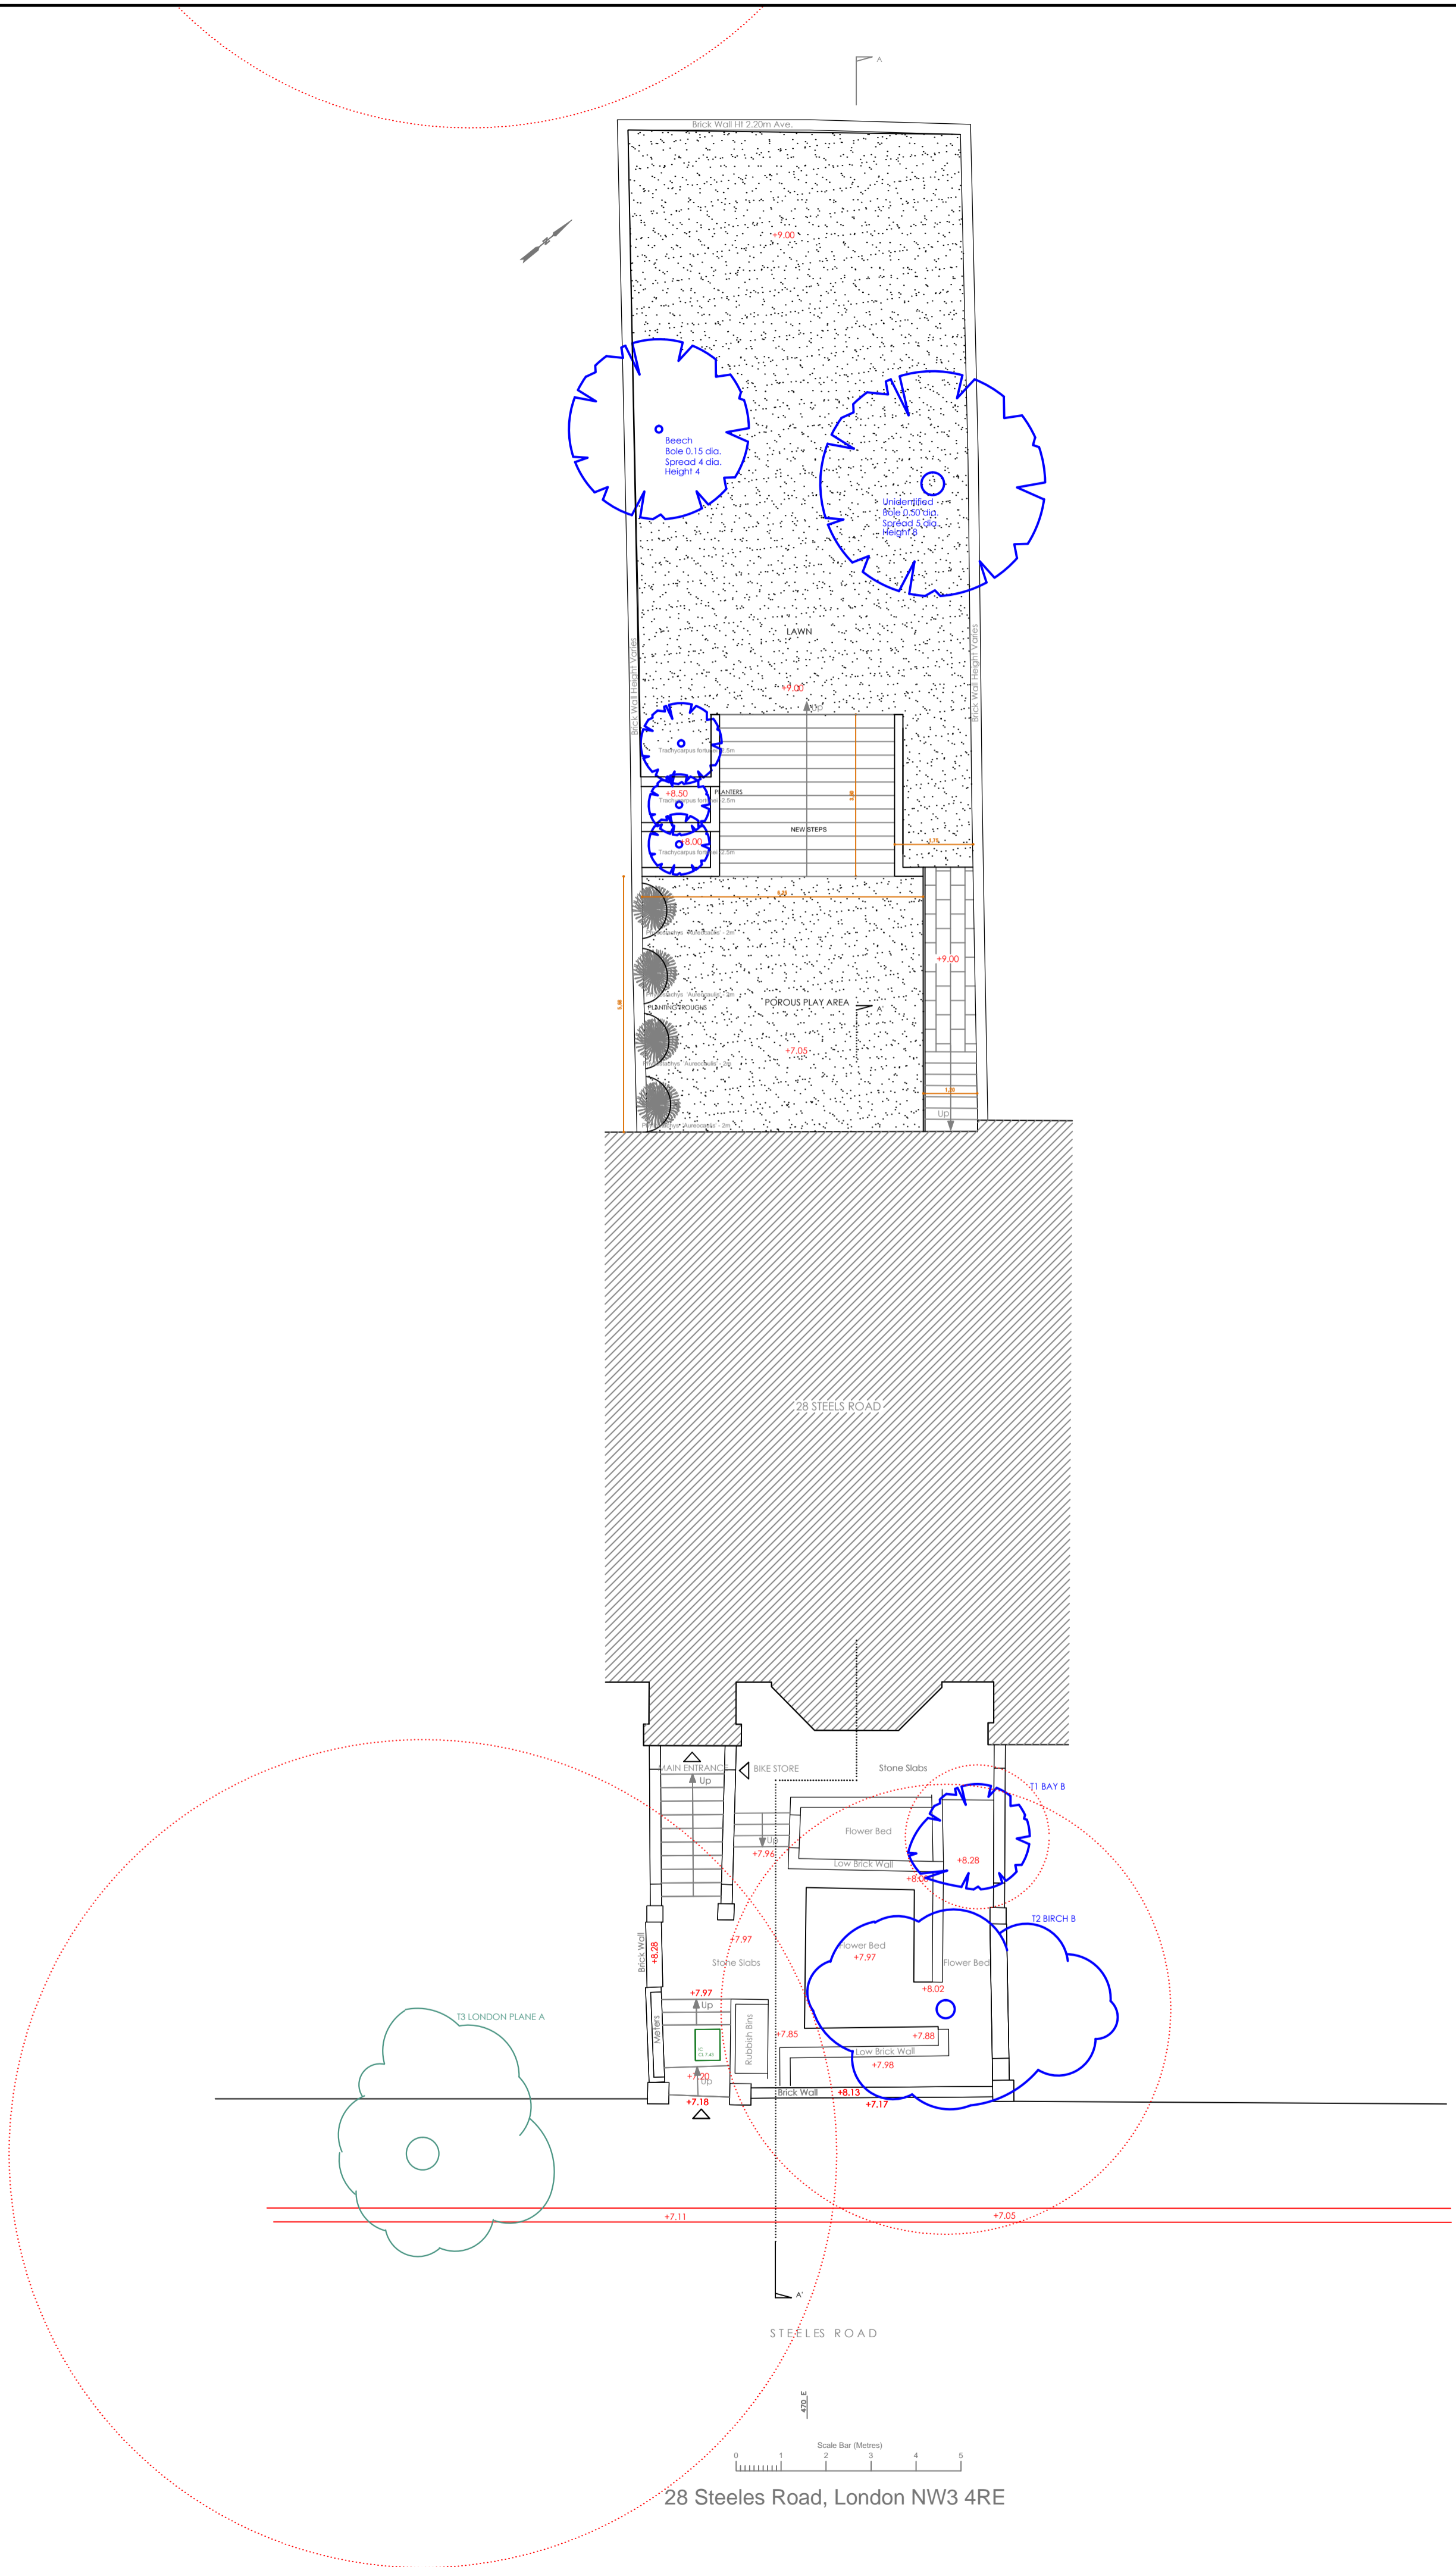 A
Brick Wall Ht 2.20m Ave.
+9.00
Beech
Bole 0.15 dia.
Spread 4 dia.
Height 4
Unidentified
Bole 0.50 dia.
Spread 5 dia.
Height 8
LAWN
Brick Wall Height Varies
Brick Wall Height Varies
+9.00
Up
+8.50
PLANTERS
NEW STEPS
+8.00
+9.00
PLANTING TROUGHS
POROUS PLAY AREA
A
+7.05
Up
28 STEELS ROAD
MAIN ENTRANCE
BIKE STORE
Stone Slabs
Up
T1 BAY B
Flower Bed
Up
+7.96
Low Brick Wall
+8.28
T2 BIRCH B
Brick Wall
+8.28
+7.97
Flower Bed
+7.97
Stone Slabs
Flower Bed
+8.02
+7.97
Up
T3 LONDON PLANE A
Meters
Rubbish Bins
+7.85
+7.88
Low Brick Wall
+7.98
+7.20
Up
Brick Wall
+8.13
+7.18
+7.17
+7.11
+7.05
A'
STEELES ROAD
470_E
Scale Bar (Metres)
0 1 2 3 4 5
28 Steeles Road, London NW3 4RE